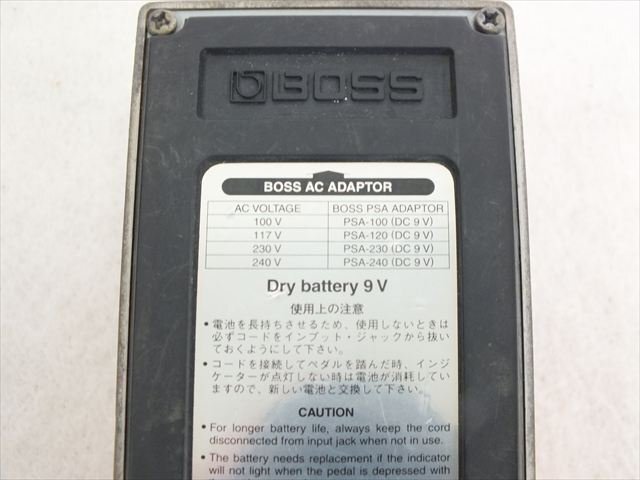 BOSS
BOSS AC ADAPTOR
AC VOLTAGE BOSS PSA ADAPTOR
100 V PSA-100 (DC 9 V)
117 V PSA-120 (DC 9 V)
230 V PSA-230 (DC 9 V)
240 V PSA-240 (DC 9 V)
Dry battery 9 V
使用上の注意
• 電池を長持ちさせるため、使用しないときは
必ずコードをインプット・ジャックから抜い
ておくようにして下さい。
• コードを接続してペダルを踏んだ時、インジ
ケーターが点灯しない時は電池が消耗してい
ますので、新しい電池と交換して下さい。
CAUTION
• For longer battery life, always keep the cord
disconnected from input jack when not in use.
• The battery needs replacement if the indicator
will not light when the pedal is depressed with